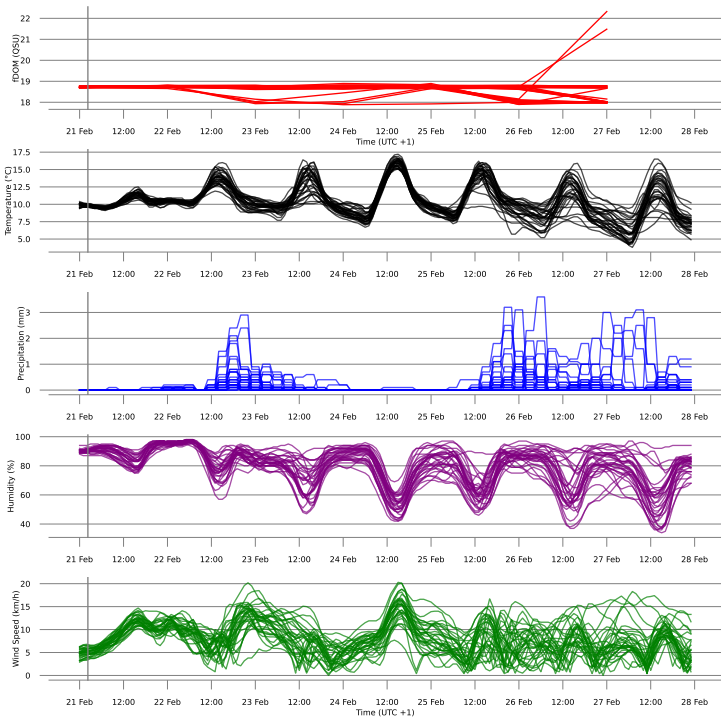 22
21
20
19
18
fDOM (QSU)
21 Feb 12:00 22 Feb 12:00 23 Feb 12:00 24 Feb 12:00 25 Feb 12:00 26 Feb 12:00 27 Feb 12:00 28 Feb
Time (UTC +1)
17.5
15.0
12.5
10.0
7.5
5.0
Temperature (°C)
21 Feb 12:00 22 Feb 12:00 23 Feb 12:00 24 Feb 12:00 25 Feb 12:00 26 Feb 12:00 27 Feb 12:00 28 Feb
3
2
1
0
Precipitation (mm)
21 Feb 12:00 22 Feb 12:00 23 Feb 12:00 24 Feb 12:00 25 Feb 12:00 26 Feb 12:00 27 Feb 12:00 28 Feb
100
80
60
40
Humidity (%)
21 Feb 12:00 22 Feb 12:00 23 Feb 12:00 24 Feb 12:00 25 Feb 12:00 26 Feb 12:00 27 Feb 12:00 28 Feb
20
15
10
5
0
Wind Speed (km/h)
21 Feb 12:00 22 Feb 12:00 23 Feb 12:00 24 Feb 12:00 25 Feb 12:00 26 Feb 12:00 27 Feb 12:00 28 Feb
Time (UTC +1)